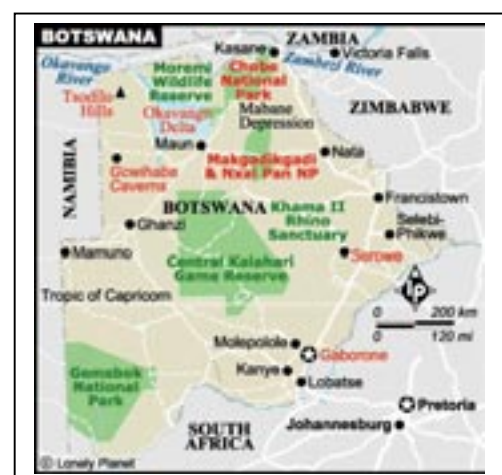 BOTSWANA
Kasane
ZAMBIA
Victoria Falls
Okavango
River
Moremi
Wildlife
Reserve
Chobe
National
Park
Zambezi River
Tsodilo
Hills
Okavango
Delta
Mabane
Depression
ZIMBABWE
Maun
Nata
Makgadikgadi
& Nxai Pan NP
NAMIBIA
Gcwihaba
Caverns
Francistown
BOTSWANA
Khama II
Rhino
Sanctuary
Selebi-
Phikwe
Ghanzi
Mamuno
Central Kalahari
Game Reserve
Serowe
lp
Tropic of Capricorn
0 200 km
0 120 mi
Molepolole
Gaborone
Kanye
Lobatse
Gemsbok
National
Park
SOUTH
AFRICA
Pretoria
Johannesburg
© Lonely Planet